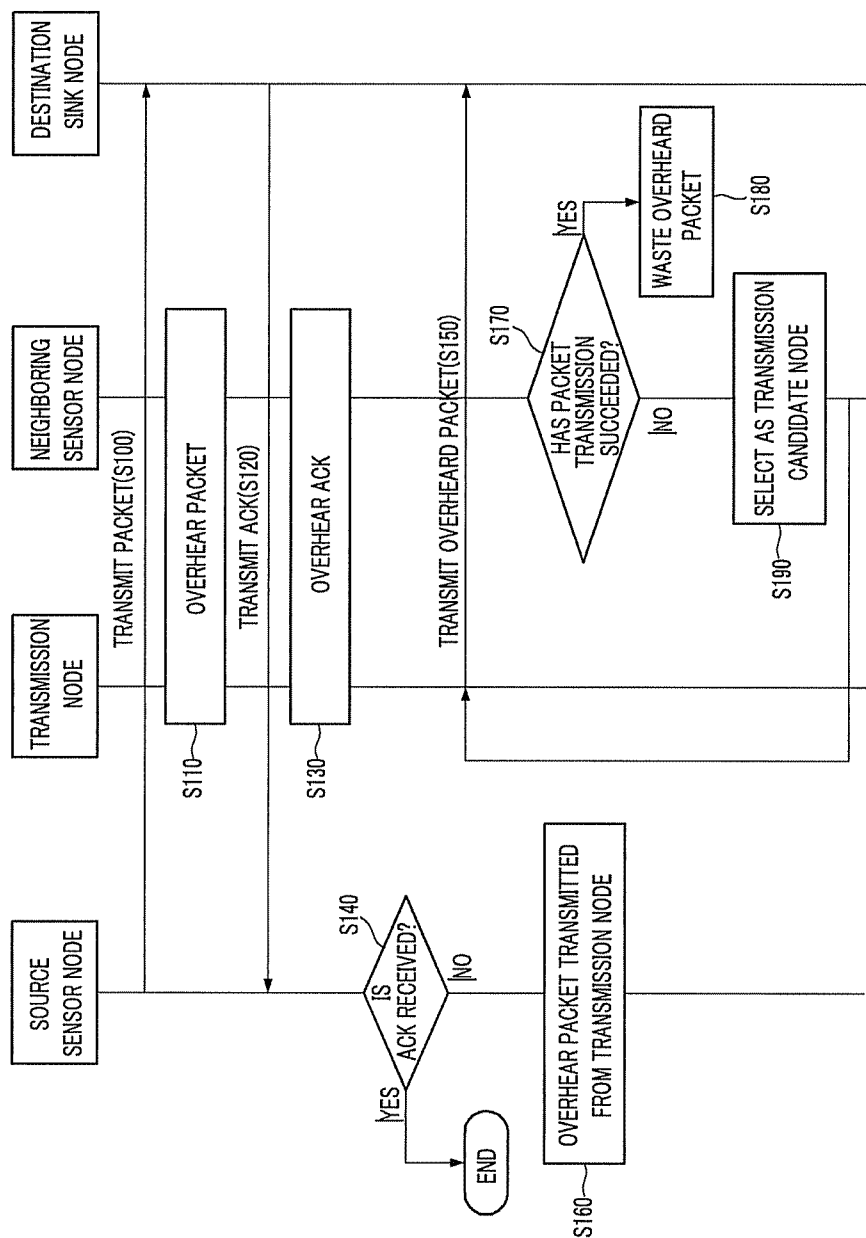 SOURCE
SENSOR NODE
TRANSMISSION
NODE
NEIGHBORING
SENSOR NODE
DESTINATION
SINK NODE
TRANSMIT PACKET(S100)
OVERHEAR PACKET
S110
TRANSMIT ACK(S120)
OVERHEAR ACK
S130
IS
ACK RECEIVED?
S140
YES
NO
END
TRANSMIT OVERHEARD PACKET(S150)
OVERHEAR PACKET TRANSMITTED
FROM TRANSMISSION NODE
S160
HAS PACKET
TRANSMISSION
SUCCEEDED?
S170
YES
NO
WASTE OVERHEARD
PACKET
S180
SELECT AS TRANSMISSION
CANDIDATE NODE
S190